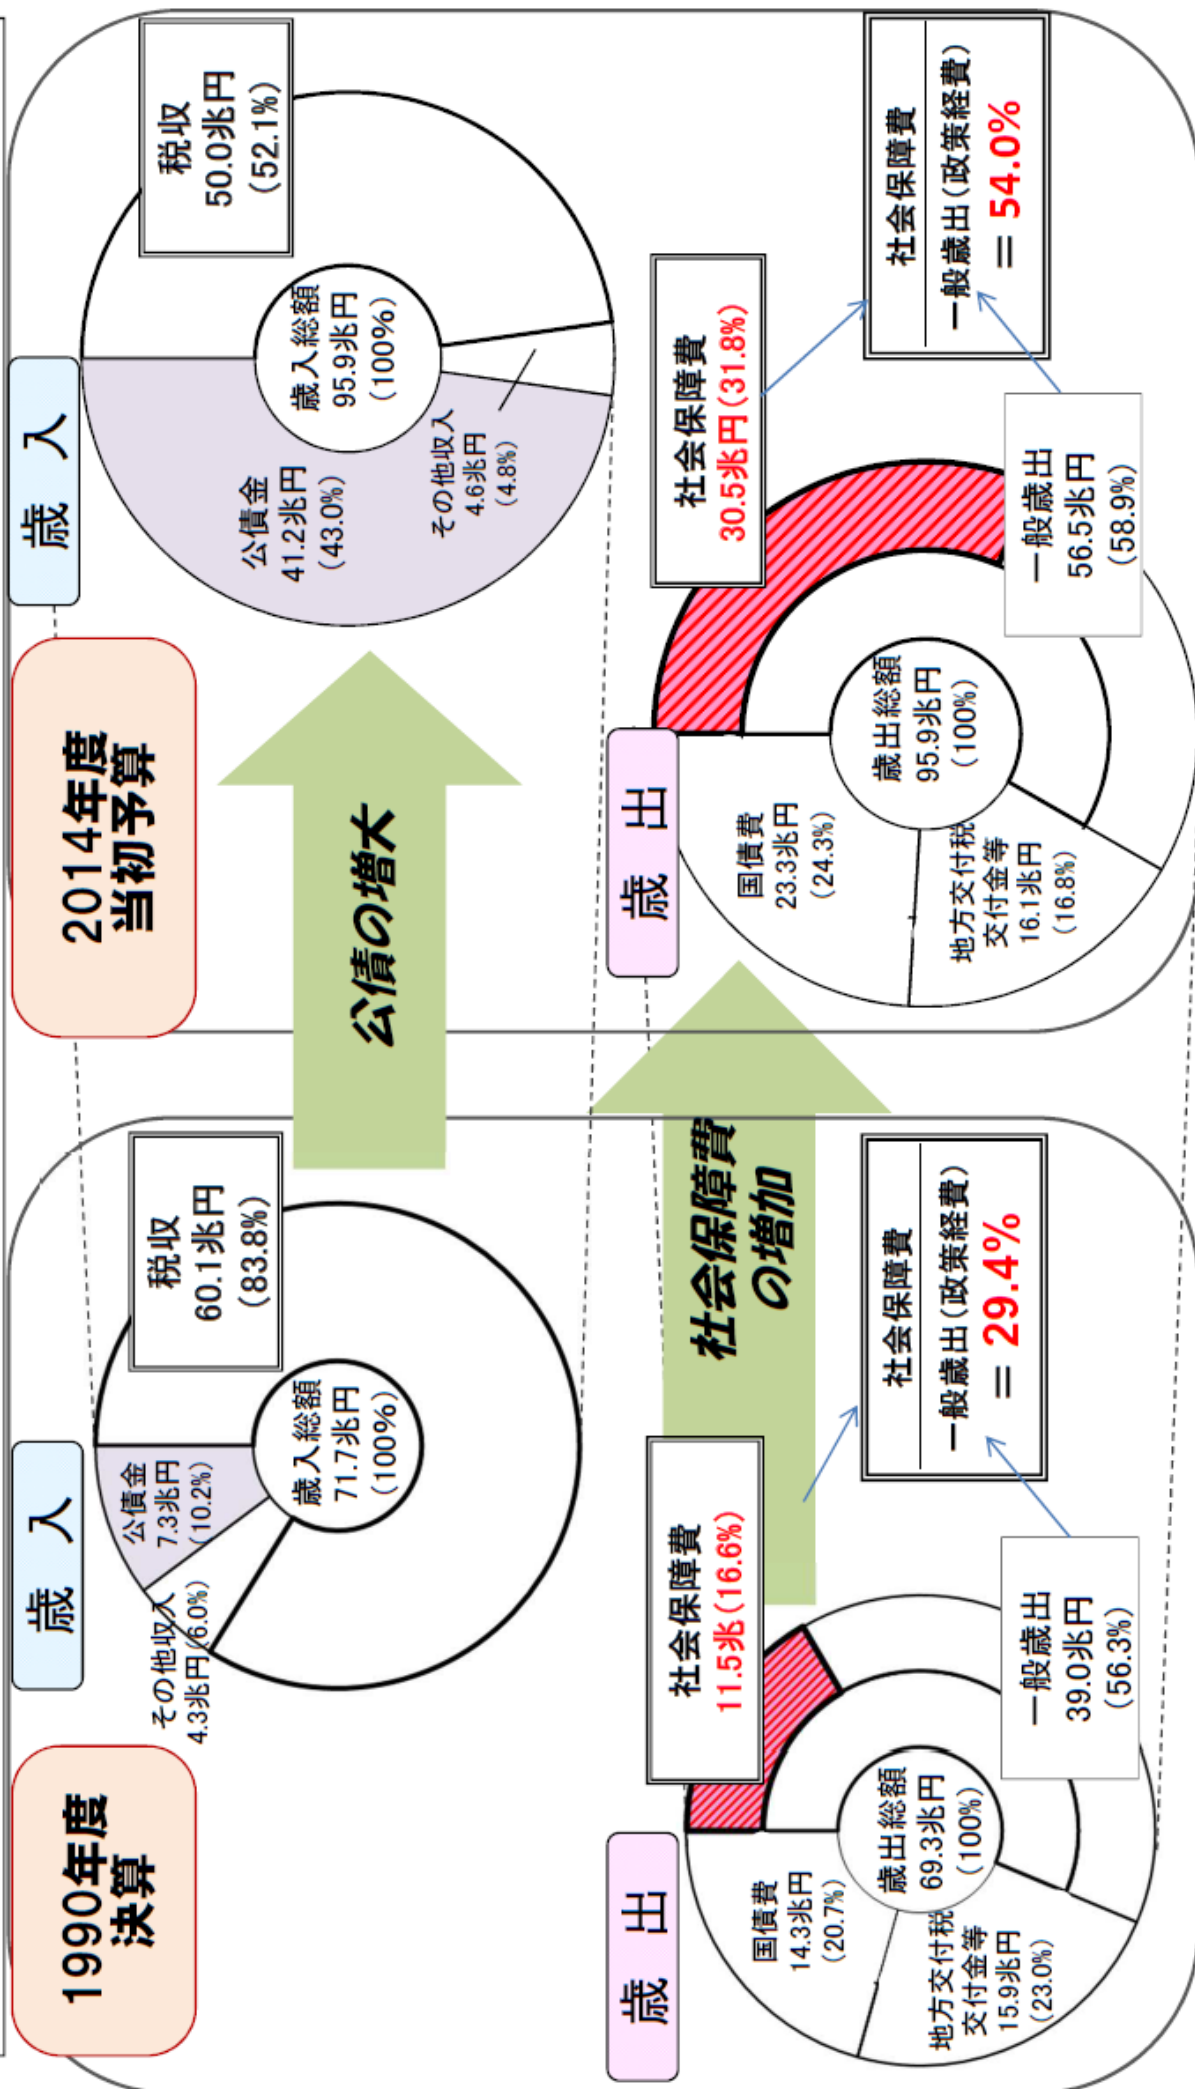 1990年度
決算
歳 入
税収
60.1兆円
(83.8%)
歳入総額
71.7兆円
(100%)
公債金
7.3兆円
(10.2%)
その他収入
4.3兆円(6.0%)
歳 出
社会保障費
11.5兆(16.6%)
歳出総額
69.3兆円
(100%)
国債費
14.3兆円
(20.7%)
地方交付税
交付金等
15.9兆円
(23.0%)
一般歳出
39.0兆円
(56.3%)
社会保障費
一般歳出(政策経費)
= 29.4%
公債の増大
社会保障費
の増加
2014年度
当初予算
歳 入
税収
50.0兆円
(52.1%)
歳入総額
95.9兆円
(100%)
公債金
41.2兆円
(43.0%)
その他収入
4.6兆円
(4.8%)
歳 出
社会保障費
30.5兆円(31.8%)
歳出総額
95.9兆円
(100%)
国債費
23.3兆円
(24.3%)
地方交付税
交付金等
16.1兆円
(16.8%)
一般歳出
56.5兆円
(58.9%)
社会保障費
一般歳出(政策経費)
= 54.0%